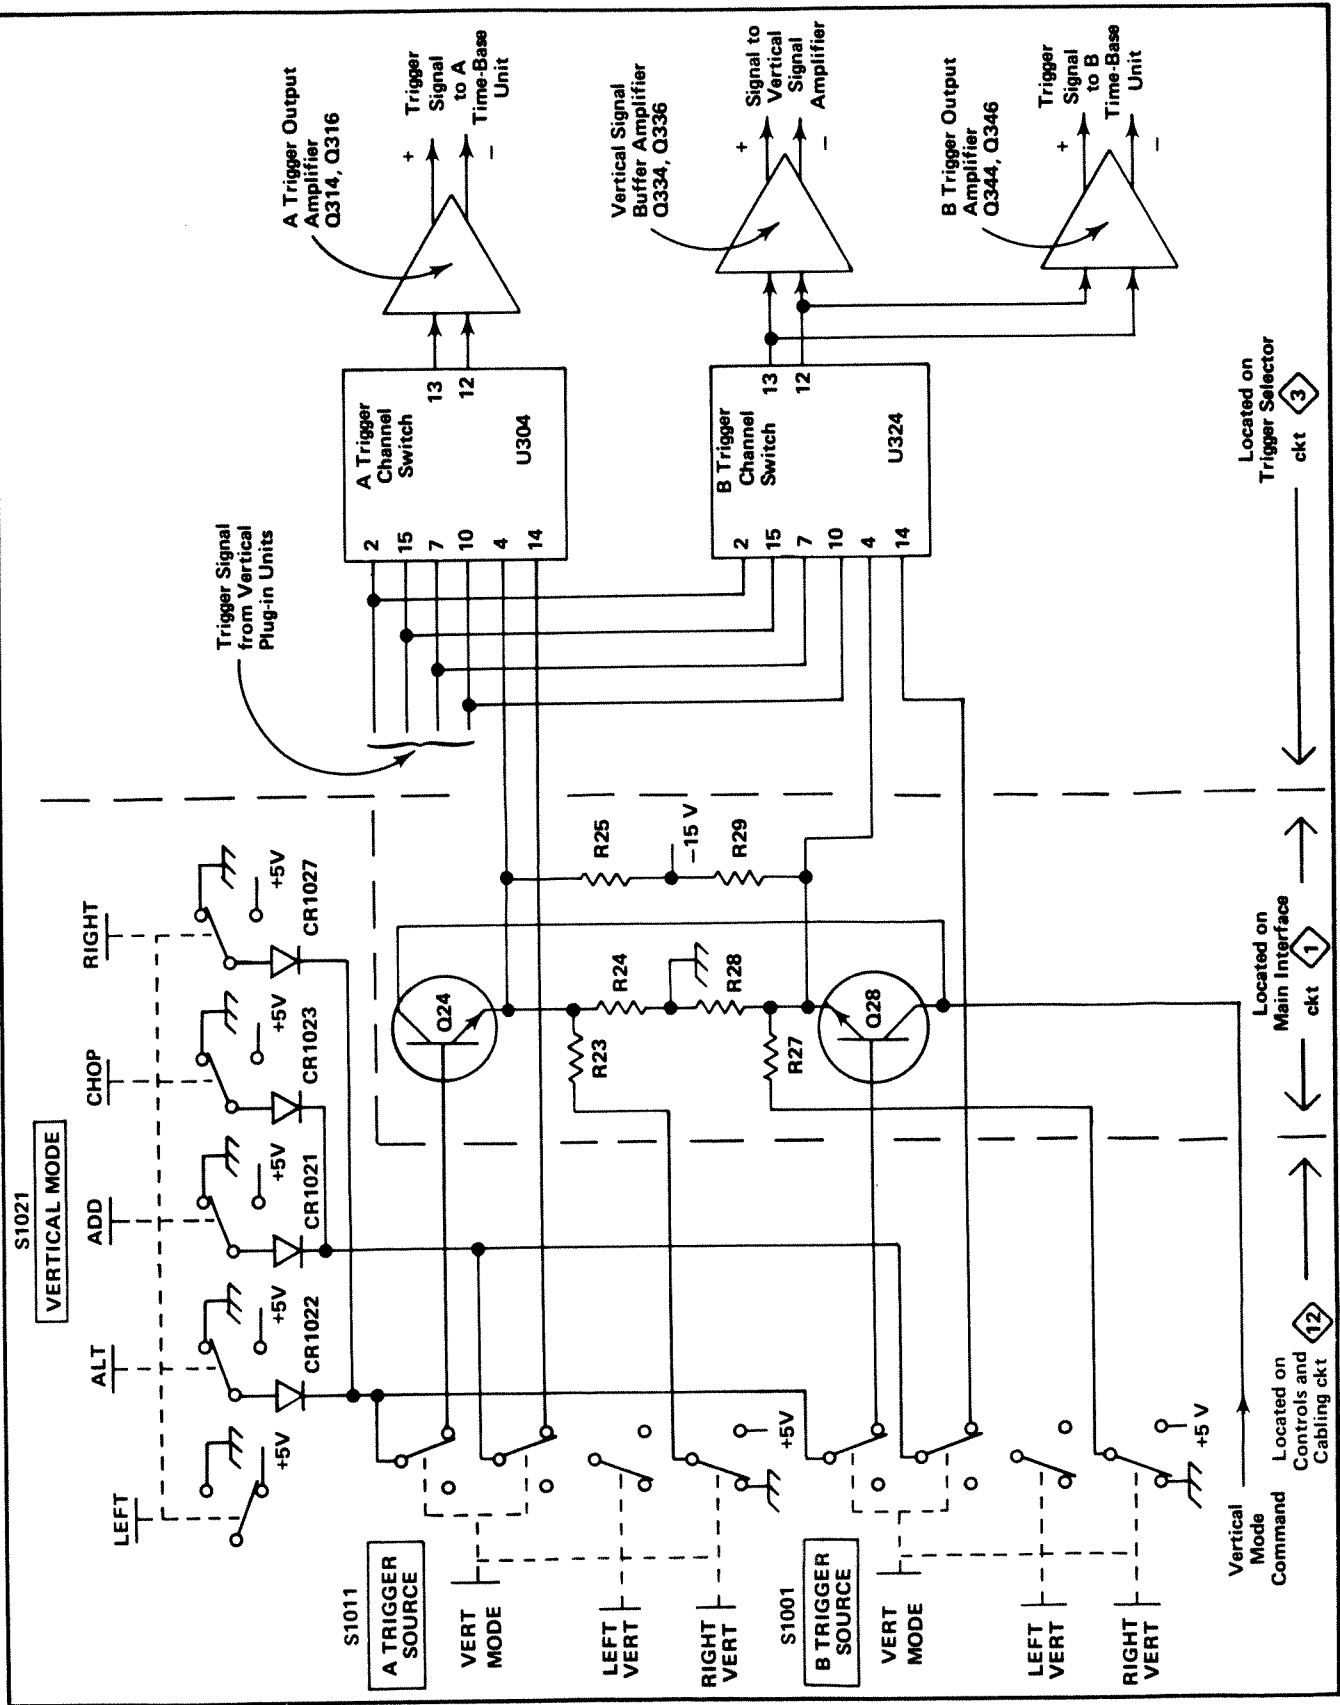 S1021
VERTICAL MODE
LEFT
ALT
ADD
CHOP
RIGHT
+5V
+5V
+5V
+5V
+5V
CR1022
CR1021
CR1023
CR1027
S1011
A TRIGGER
SOURCE
VERT
MODE
LEFT
VERT
RIGHT
VERT
+5V
S1001
B TRIGGER
SOURCE
VERT
MODE
LEFT
VERT
RIGHT
VERT
+5 V
Vertical
Mode
Command
Q24
R23
R24
R25
−15 V
R28
R29
R27
Q28
Trigger Signal
from Vertical
Plug-in Units
A Trigger
Channel
Switch
U304
2
15
7
10
4
14
13
12
A Trigger Output
Amplifier
Q314, Q316
+
−
Trigger
Signal
to A
Time-Base
Unit
B Trigger
Channel
Switch
U324
2
15
7
10
4
14
13
12
Vertical Signal
Buffer Amplifier
Q334, Q336
+
−
Signal to
Vertical
Signal
Amplifier
B Trigger Output
Amplifier
Q344, Q346
+
−
Trigger
Signal
to B
Time-Base
Unit
Located on
Controls and
Cabling ckt 12
Located on
Main Interface
ckt 1
Located on
Trigger Selector
ckt 3